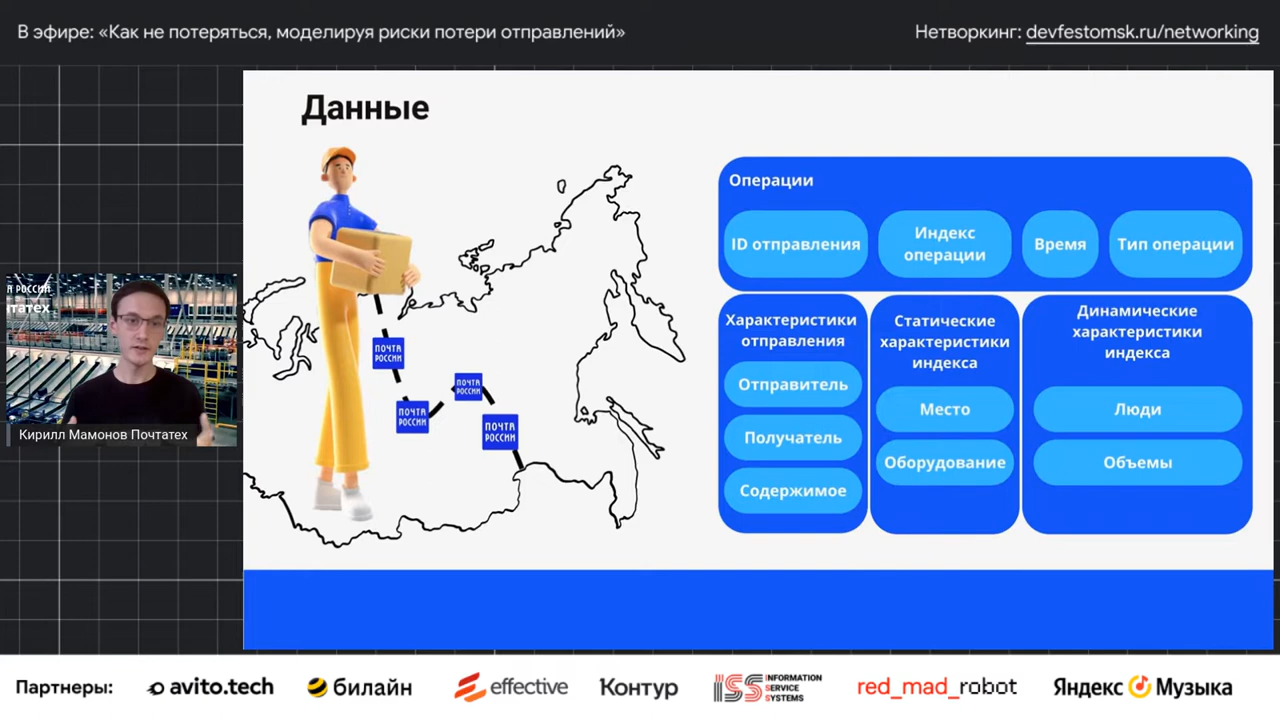 В эфире: «Как не потеряться, моделируя риски потери отправлений»
Нетворкинг: devfestomsk.ru/networking
Данные
Операции
ID отправления
Индекс
операции
Время
Тип операции
Характеристики
отправления
Отправитель
Получатель
Содержимое
Статические
характеристики
индекса
Место
Оборудование
Динамические
характеристики
индекса
Люди
Объемы
ПОЧТА
РОССИИ
ПОЧТА
РОССИИ
ПОЧТА
РОССИИ
ПОЧТА
РОССИИ
А РОССИИ
ТАТЕХ
Кирилл Мамонов Почтатех
Партнеры:
avito.tech
билайн
effective
Контур
ISS INFORMATION
SERVICE
SYSTEMS
red_mad_robot
Яндекс Музыка